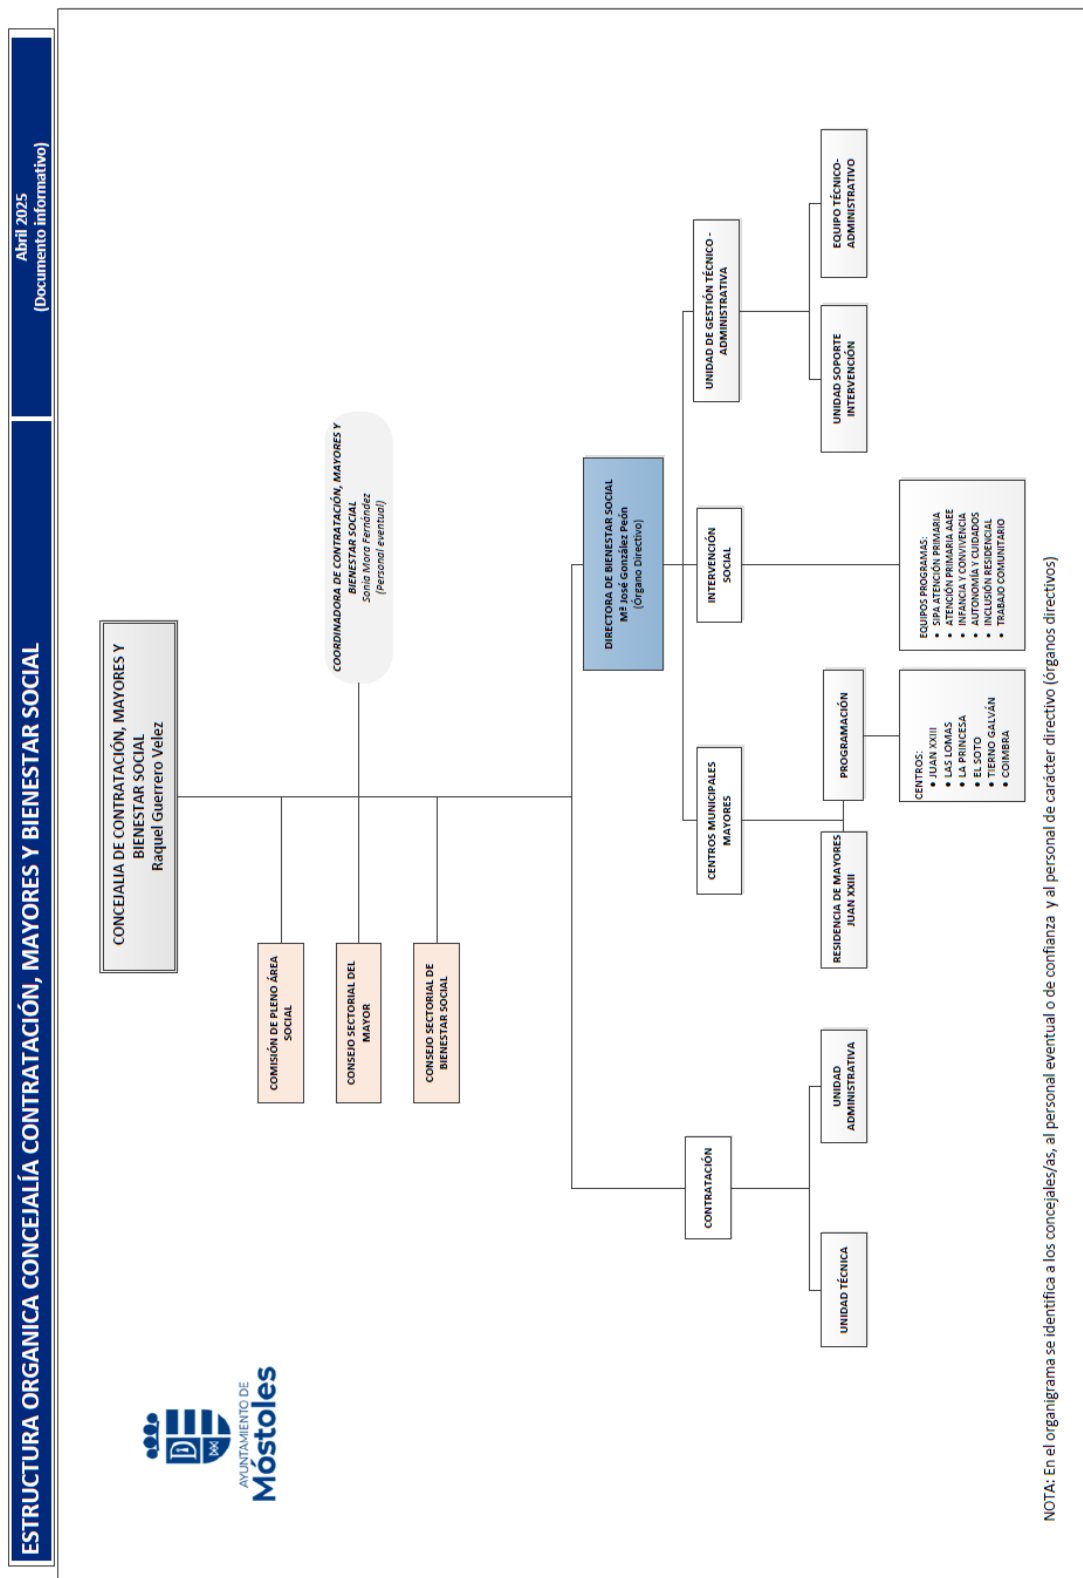 ESTRUCTURA ORGANICA CONCEJALÍA CONTRATACIÓN, MAYORES Y BIENESTAR SOCIAL
Abril 2025
(Documento informativo)
AYUNTAMIENTO DE
Móstoles
CONCEJALIA DE CONTRATACIÓN, MAYORES Y
BIENESTAR SOCIAL
Raquel Guerrero Velez
COMISIÓN DE PLENO ÁREA
SOCIAL
CONSEJO SECTORIAL DEL
MAYOR
CONSEJO SECTORIAL DE
BIENESTAR SOCIAL
COORDINADORA DE CONTRATACIÓN, MAYORES Y
BIENESTAR SOCIAL
Sonia Mora Fernández
(Personal eventual)
DIRECTORA DE BIENESTAR SOCIAL
Mª José González Peón
(Órgano Directivo)
CONTRATACIÓN
CENTROS MUNICIPALES
MAYORES
INTERVENCIÓN
SOCIAL
UNIDAD DE GESTIÓN TÉCNICO -
ADMINISTRATIVA
UNIDAD TÉCNICA
UNIDAD
ADMINISTRATIVA
RESIDENCIA DE MAYORES
JUAN XXIII
PROGRAMACIÓN
UNIDAD SOPORTE
INTERVENCIÓN
EQUIPO TÉCNICO-
ADMINISTRATIVO
CENTROS:
• JUAN XXIII
• LAS LOMAS
• LA PRINCESA
• EL SOTO
• TIERNO GALVÁN
• COIMBRA
EQUIPOS PROGRAMAS:
• SIPA ATENCIÓN PRIMARIA
• ATENCIÓN PRIMARIA AAEE
• INFANCIA Y CONVIVENCIA
• AUTONOMÍA Y CUIDADOS
• INCLUSIÓN RESIDENCIAL
• TRABAJO COMUNITARIO
NOTA: En el organigrama se identifica a los concejales/as, al personal eventual o de confianza y al personal de carácter directivo (órganos directivos)